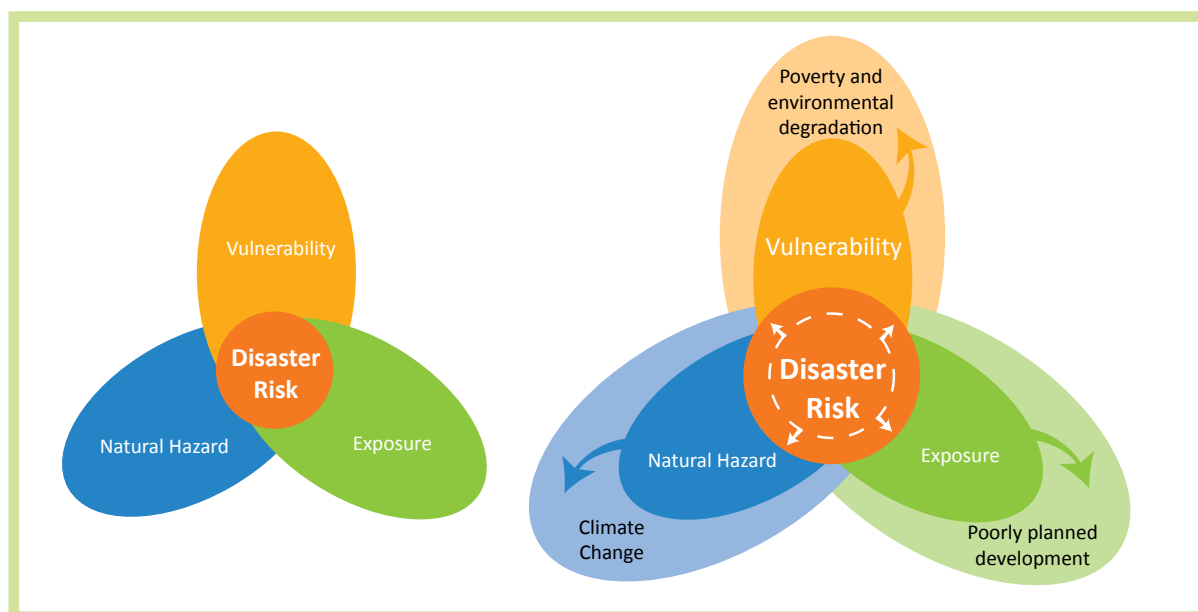 Vulnerability
Disaster
Risk
Natural Hazard
Exposure
Poverty and
environmental
degradation
Vulnerability
Disaster
Risk
Natural Hazard
Exposure
Climate
Change
Poorly planned
development